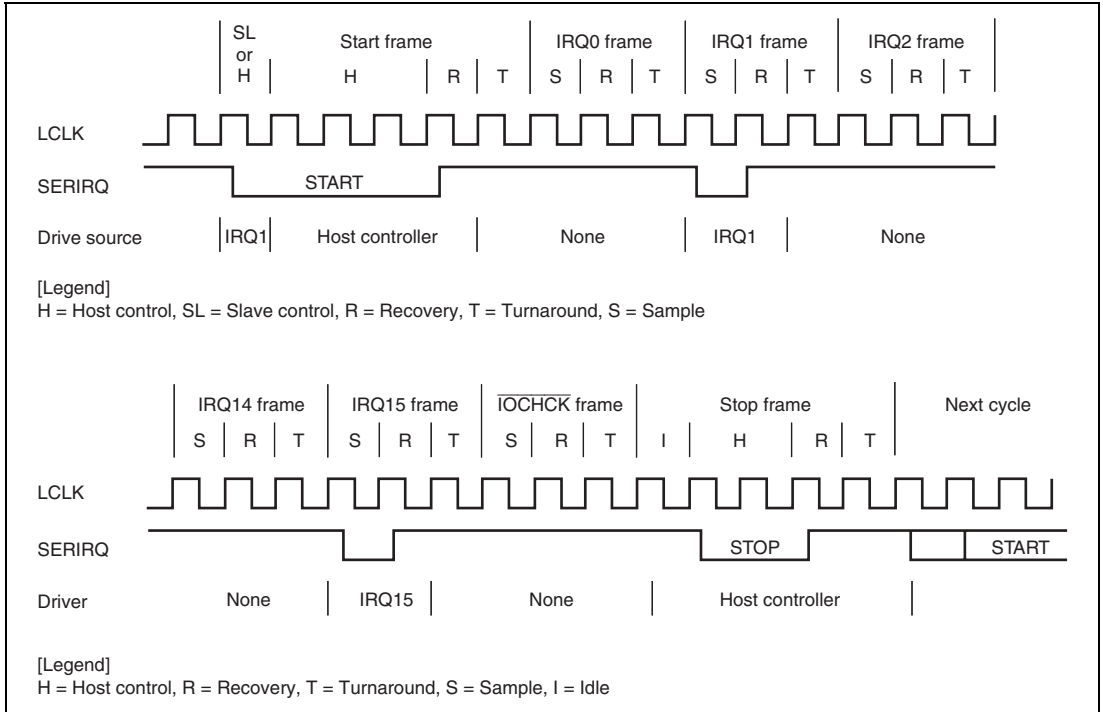 SL
or
H
Start frame
IRQ0 frame
IRQ1 frame
IRQ2 frame
H R T S R T S R T S R T
LCLK
SERIRQ
START
Drive source
IRQ1
Host controller
None
IRQ1
None
[Legend]
H = Host control, SL = Slave control, R = Recovery, T = Turnaround, S = Sample
IRQ14 frame
IRQ15 frame
IOCHCK frame
Stop frame
Next cycle
S R T S R T S R T I H R T
LCLK
SERIRQ
STOP
START
Driver
None
IRQ15
None
Host controller
[Legend]
H = Host control, R = Recovery, T = Turnaround, S = Sample, I = Idle